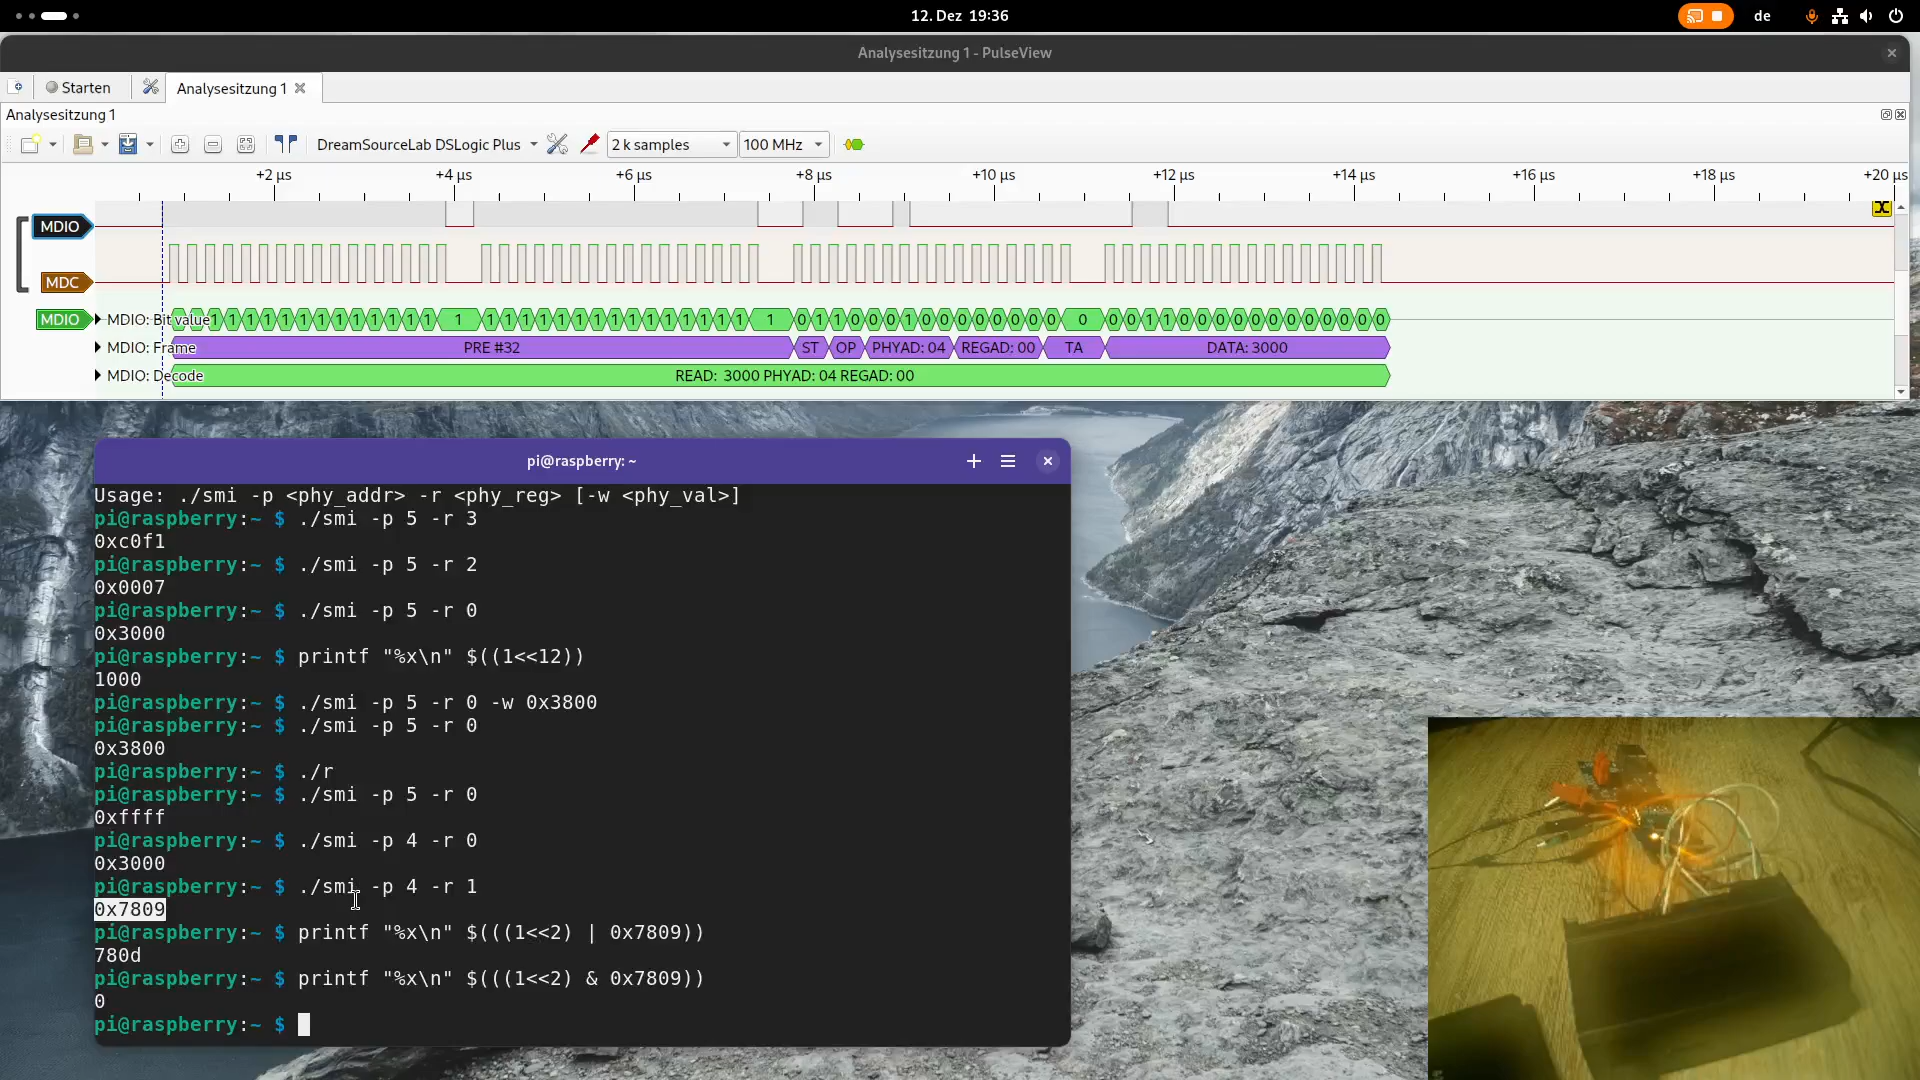 12. Dez 19:36
de
Analysesitzung 1 - PulseView
Starten
Analysesitzung 1
Analysesitzung 1
DreamSourceLab DSLogic Plus
2 k samples
100 MHz
+2 µs +4 µs +6 µs +8 µs +10 µs +12 µs +14 µs +16 µs +18 µs +20 µs
MDIO
MDC
MDIO
MDIO: Bit value
MDIO: Frame PRE #32 ST OP PHYAD: 04 REGAD: 00 TA DATA: 3000
MDIO: Decode READ: 3000 PHYAD: 04 REGAD: 00
pi@raspberry: ~
Usage: ./smi -p <phy_addr> -r <phy_reg> [-w <phy_val>]
pi@raspberry:~ $ ./smi -p 5 -r 3
0xc0f1
pi@raspberry:~ $ ./smi -p 5 -r 2
0x0007
pi@raspberry:~ $ ./smi -p 5 -r 0
0x3000
pi@raspberry:~ $ printf "%x\n" $((1<<12))
1000
pi@raspberry:~ $ ./smi -p 5 -r 0 -w 0x3800
pi@raspberry:~ $ ./smi -p 5 -r 0
0x3800
pi@raspberry:~ $ ./r
pi@raspberry:~ $ ./smi -p 5 -r 0
0xffff
pi@raspberry:~ $ ./smi -p 4 -r 0
0x3000
pi@raspberry:~ $ ./smi -p 4 -r 1
0x7809
pi@raspberry:~ $ printf "%x\n" $(((1<<2) | 0x7809))
780d
pi@raspberry:~ $ printf "%x\n" $(((1<<2) & 0x7809))
0
pi@raspberry:~ $